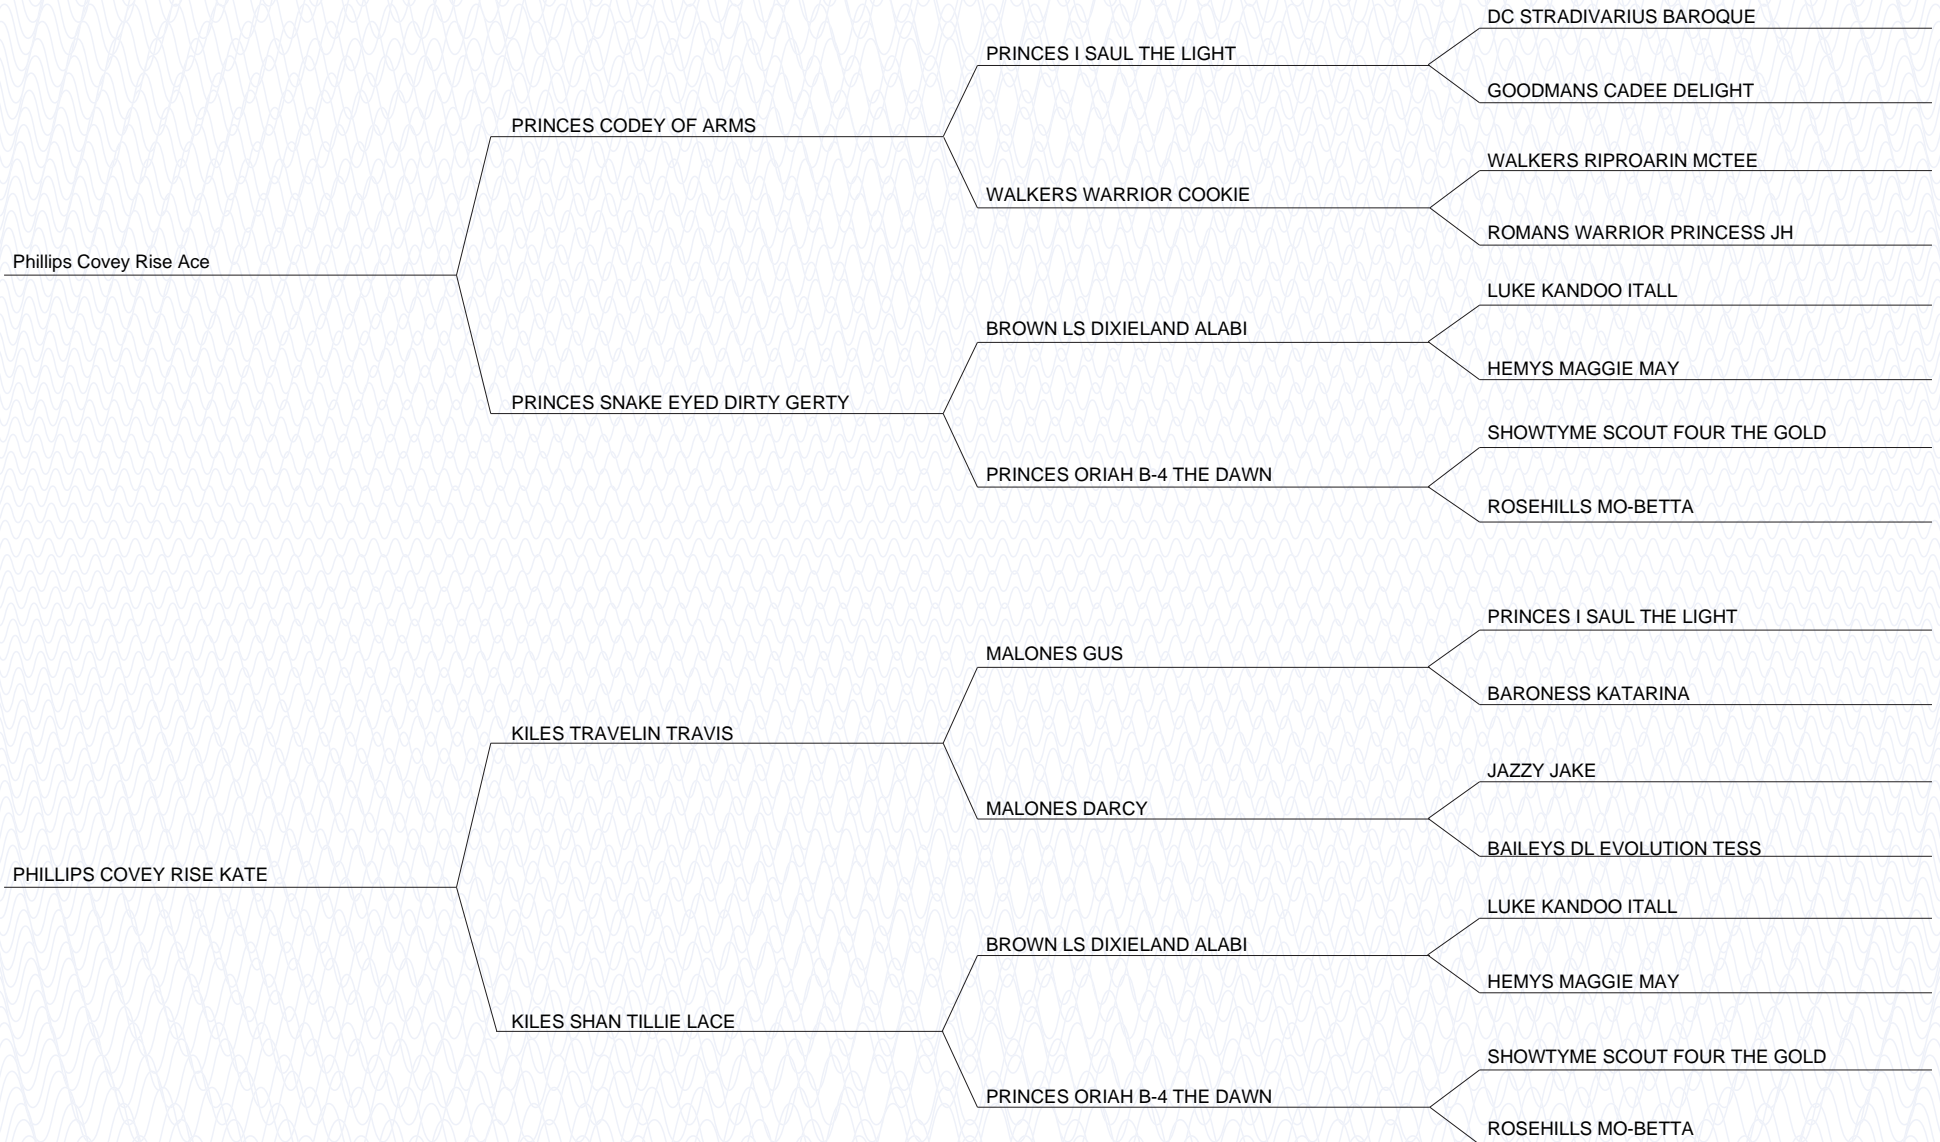 DC STRADIVARIUS BAROQUE
PRINCES I SAUL THE LIGHT
GOODMANS CADEE DELIGHT
PRINCES CODEY OF ARMS
WALKERS RIPROARIN MCTEE
WALKERS WARRIOR COOKIE
ROMANS WARRIOR PRINCESS JH
Phillips Covey Rise Ace
LUKE KANDOO ITALL
BROWN LS DIXIELAND ALABI
HEMYS MAGGIE MAY
PRINCES SNAKE EYED DIRTY GERTY
SHOWTYME SCOUT FOUR THE GOLD
PRINCES ORIAH B-4 THE DAWN
ROSEHILLS MO-BETTA
PRINCES I SAUL THE LIGHT
MALONES GUS
BARONESS KATARINA
KILES TRAVELIN TRAVIS
JAZZY JAKE
MALONES DARCY
BAILEYS DL EVOLUTION TESS
PHILLIPS COVEY RISE KATE
LUKE KANDOO ITALL
BROWN LS DIXIELAND ALABI
HEMYS MAGGIE MAY
KILES SHAN TILLIE LACE
SHOWTYME SCOUT FOUR THE GOLD
PRINCES ORIAH B-4 THE DAWN
ROSEHILLS MO-BETTA